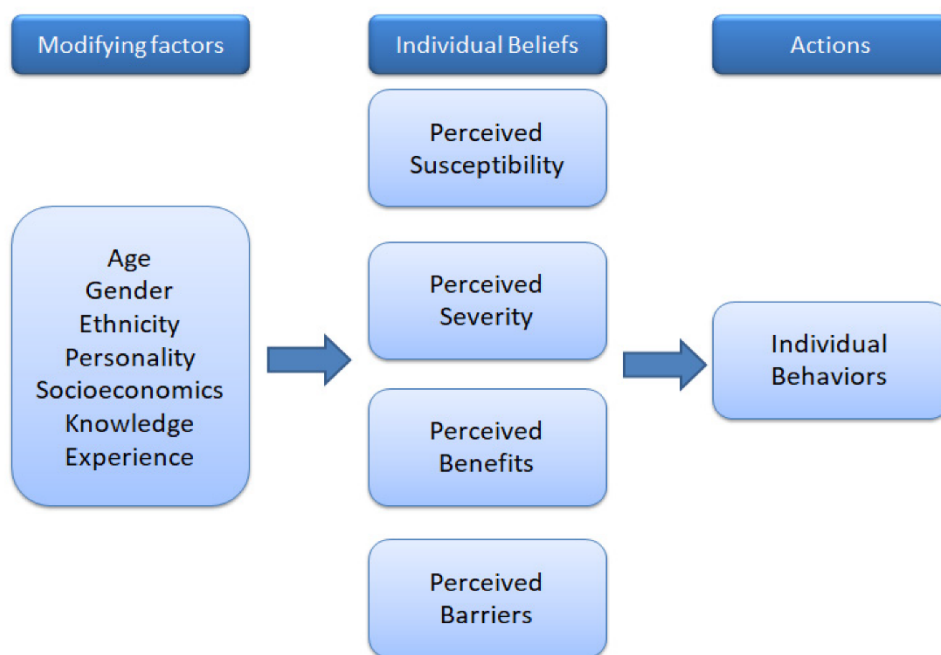 Modifying factors
Individual Beliefs
Actions
Perceived
Susceptibility
Age
Gender
Ethnicity
Personality
Socioeconomics
Knowledge
Experience
Perceived
Severity
Perceived
Benefits
Perceived
Barriers
Individual
Behaviors